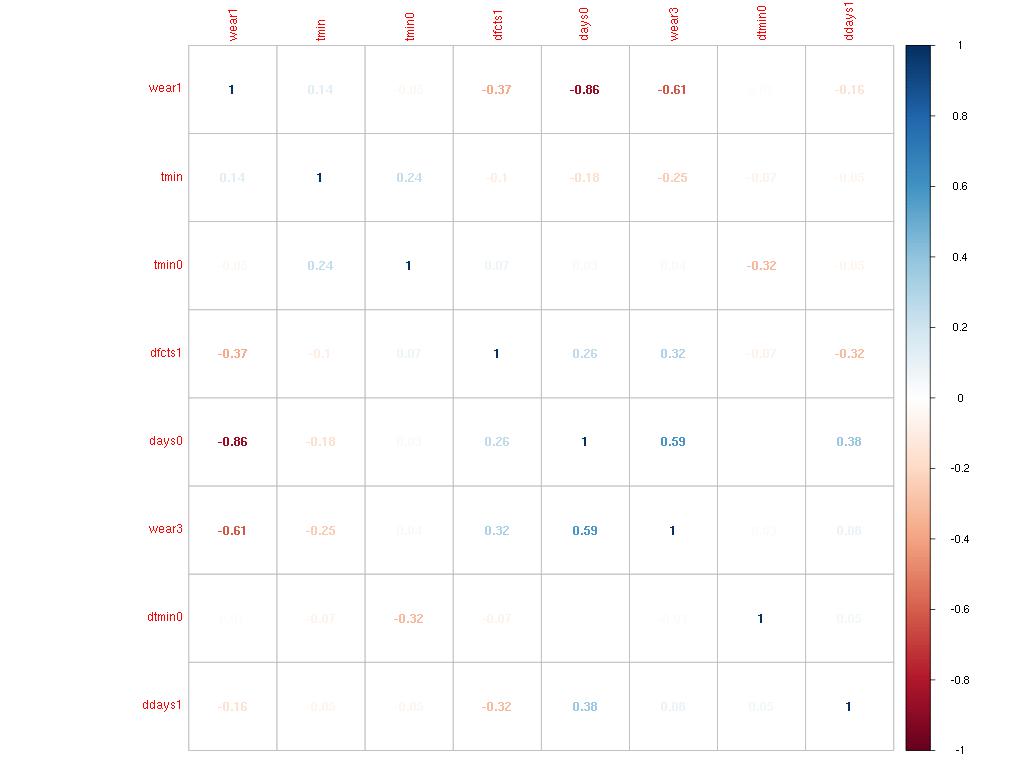 wear1 tmin tmin0 dfcts1 days0 wear3 dtmin0 ddays1
wear1 1 0.14 -0.05 -0.37 -0.86 -0.61 -0.16 1
0.8
tmin 0.14 1 0.24 -0.1 -0.18 -0.25 -0.07 -0.05
0.6
tmin0 -0.05 0.24 1 0.07 0.03 0.04 -0.32 -0.05
0.4
0.2
dfcts1 -0.37 -0.1 0.07 1 0.26 0.32 -0.07 -0.32
0
days0 -0.86 -0.18 0.03 0.26 1 0.59 0.38
-0.2
wear3 -0.61 -0.25 0.04 0.32 0.59 1 0.08
-0.4
dtmin0 -0.07 -0.32 -0.07 1 0.05
-0.6
-0.8
ddays1 -0.16 -0.05 -0.05 -0.32 0.38 0.08 0.05 1
-1